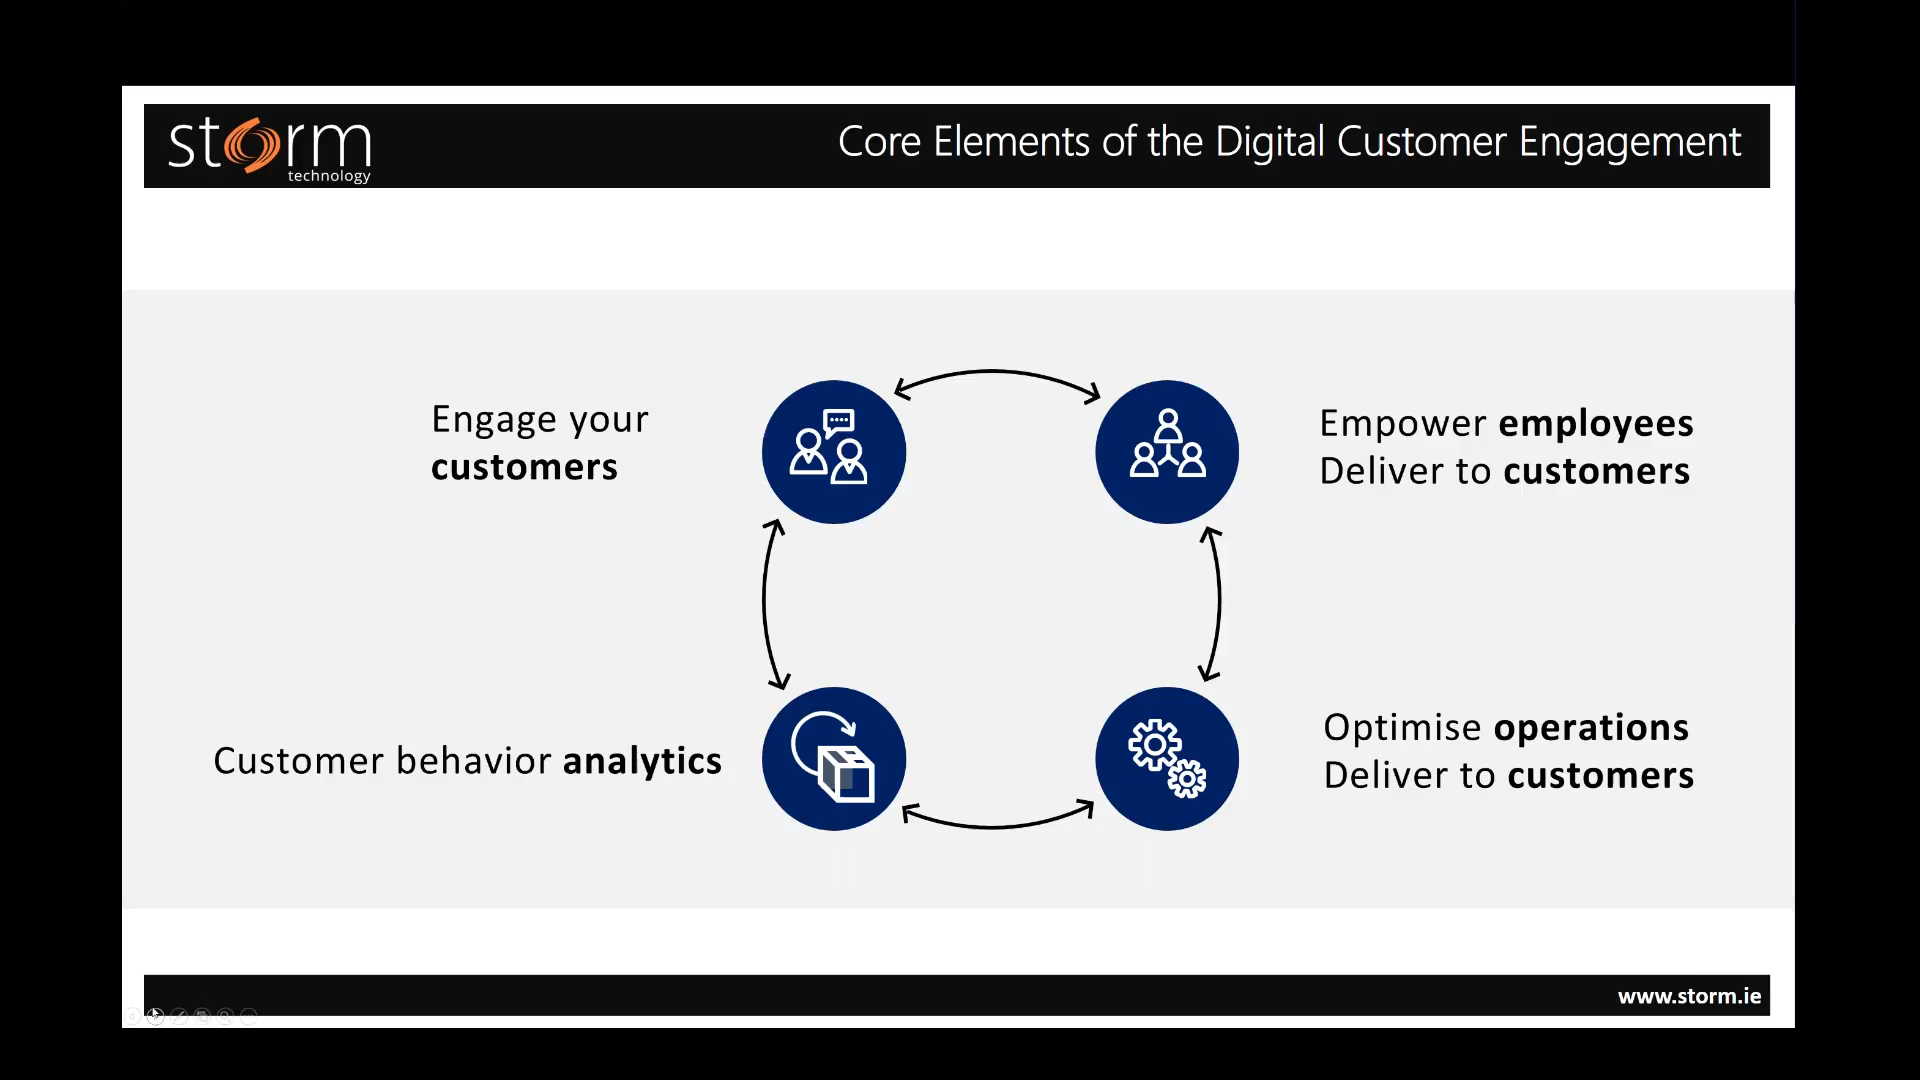 storm
technology
Core Elements of the Digital Customer Engagement
Engage your
customers
Empower employees
Deliver to customers
Customer behavior analytics
Optimise operations
Deliver to customers
www.storm.ie